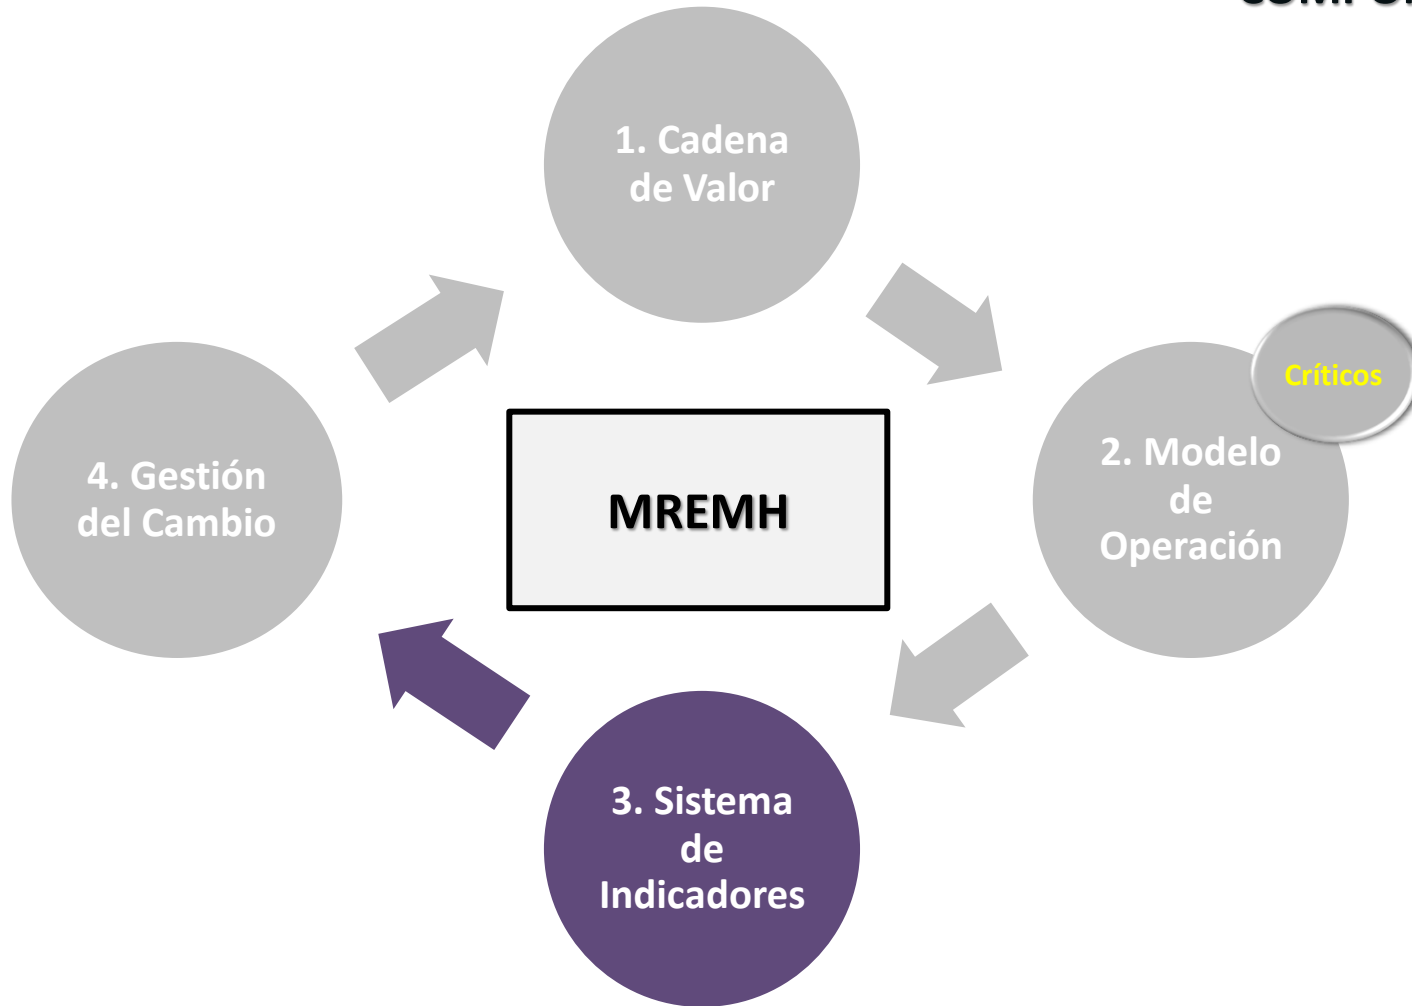 1. Cadena
de Valor
Críticos
2. Modelo
de
Operación
4. Gestión
del Cambio
MREMH
3. Sistema
de
Indicadores